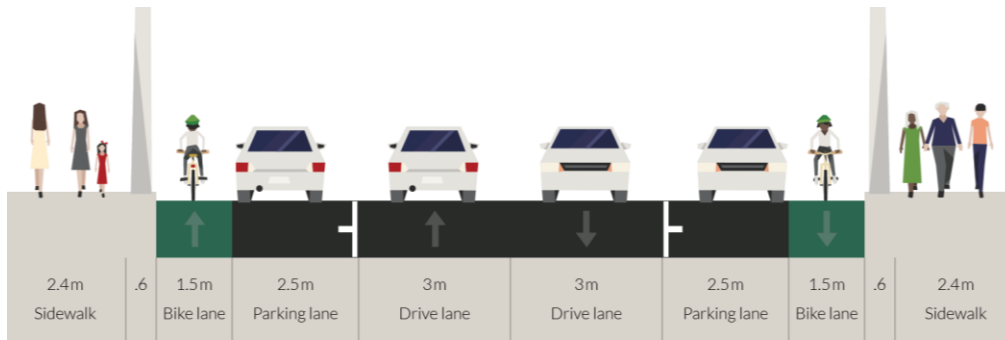 2.4m .6 1.5m 2.5m 3m 3m 2.5m 1.5m .6 2.4m
Sidewalk Bike lane Parking lane Drive lane Drive lane Parking lane Bike lane Sidewalk